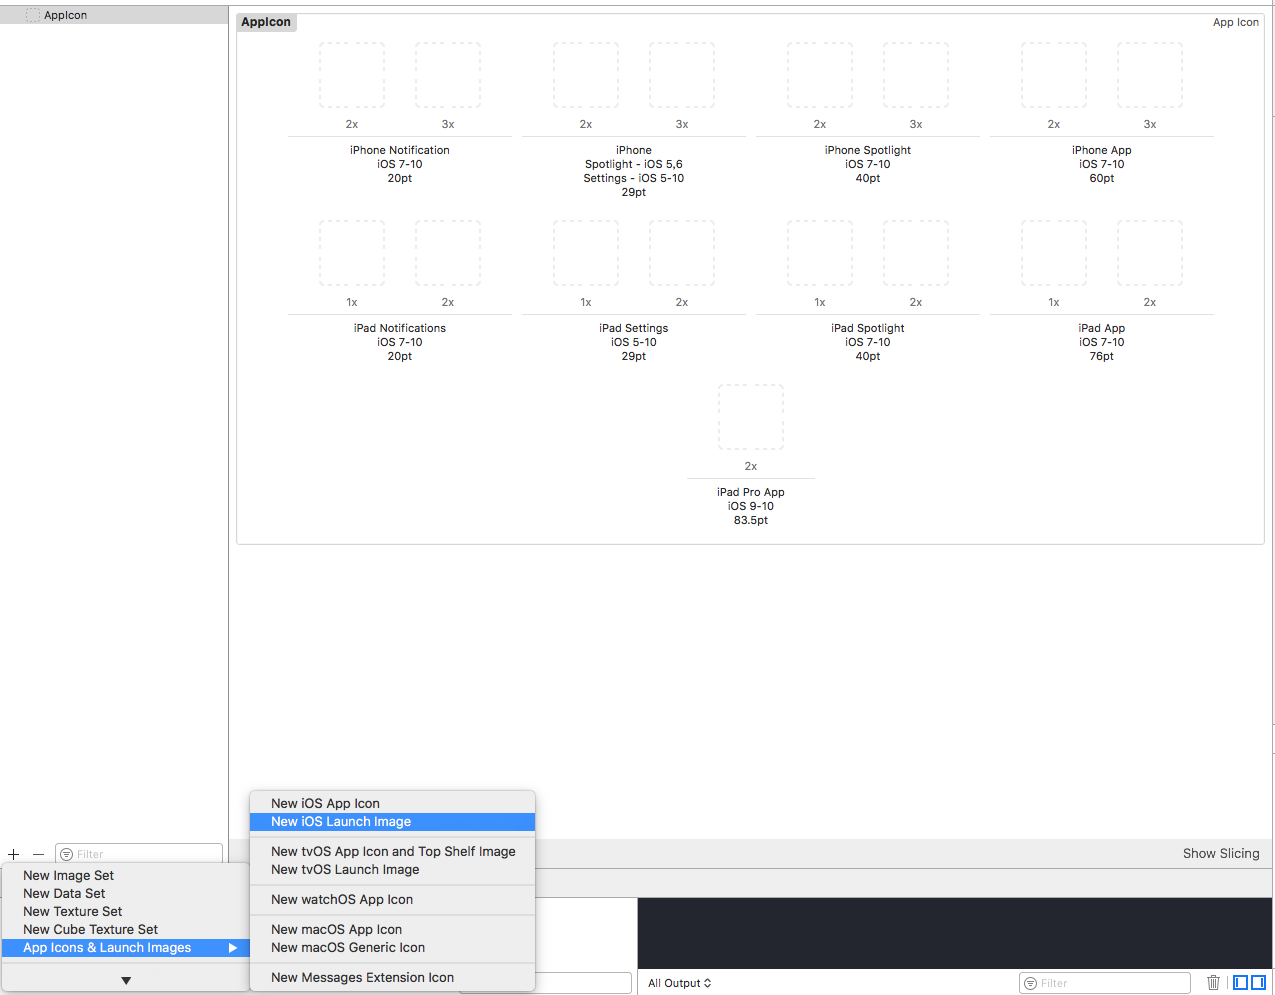 AppIcon
AppIcon
App Icon
2x 3x 2x 3x 2x 3x 2x 3x
iPhone Notification
iOS 7-10
20pt
iPhone
Spotlight - iOS 5,6
Settings - iOS 5-10
29pt
iPhone Spotlight
iOS 7-10
40pt
iPhone App
iOS 7-10
60pt
1x 2x 1x 2x 1x 2x 1x 2x
iPad Notifications
iOS 7-10
20pt
iPad Settings
iOS 5-10
29pt
iPad Spotlight
iOS 7-10
40pt
iPad App
iOS 7-10
76pt
2x
iPad Pro App
iOS 9-10
83.5pt
Filter
Show Slicing
New Image Set
New Data Set
New Texture Set
New Cube Texture Set
App Icons & Launch Images
New iOS App Icon
New iOS Launch Image
New tvOS App Icon and Top Shelf Image
New tvOS Launch Image
New watchOS App Icon
New macOS App Icon
New macOS Generic Icon
New Messages Extension Icon
All Output
Filter